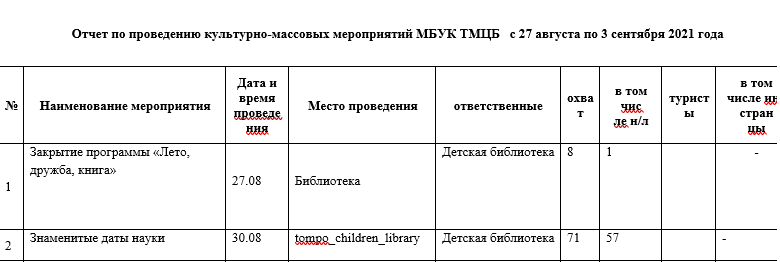 Отчет по проведению культурно-массовых мероприятий МБУК ТМЦБ с 27 августа по 3 сентября 2021 года
№
Наименование мероприятия
Дата и
время
проведе
ния
Место проведения
ответственные
охва
т
в том
чис
ле н/л
турист
ы
в том
числе ин
стран
цы
1
Закрытие программы «Лето,
дружба, книга»
27.08
Библиотека
Детская библиотека
8
1
-
2
Знаменитые даты науки
30.08
tompo_children_library
Детская библиотека
71
57
-